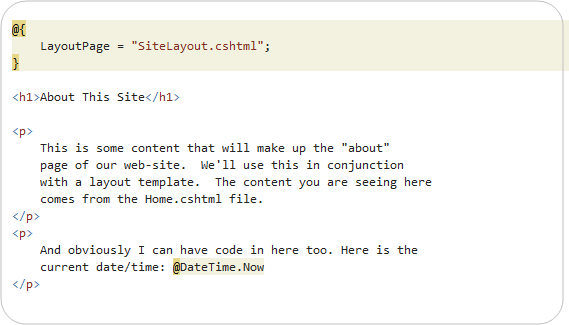 @{
    LayoutPage = "SiteLayout.cshtml";
}
<h1>About This Site</h1>
<p>
    This is some content that will make up the "about"
    page of our web-site.  We'll use this in conjunction
    with a layout template.  The content you are seeing here
    comes from the Home.cshtml file.
</p>
<p>
    And obviously I can have code in here too. Here is the
    current date/time: @DateTime.Now
</p>